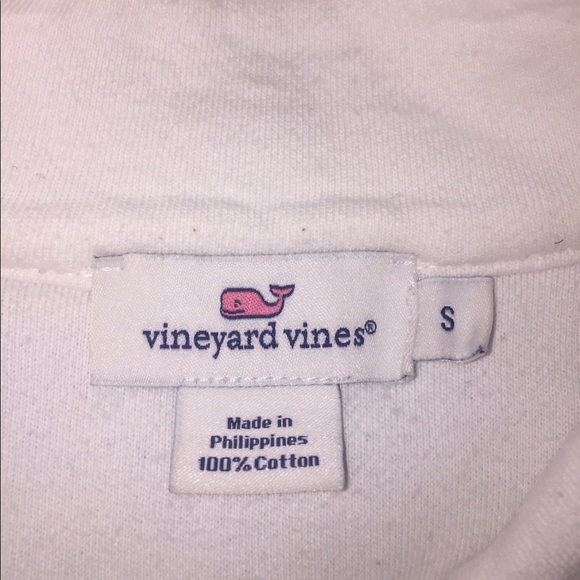 vineyard vines®
S
Made in
Philippines
100% Cotton